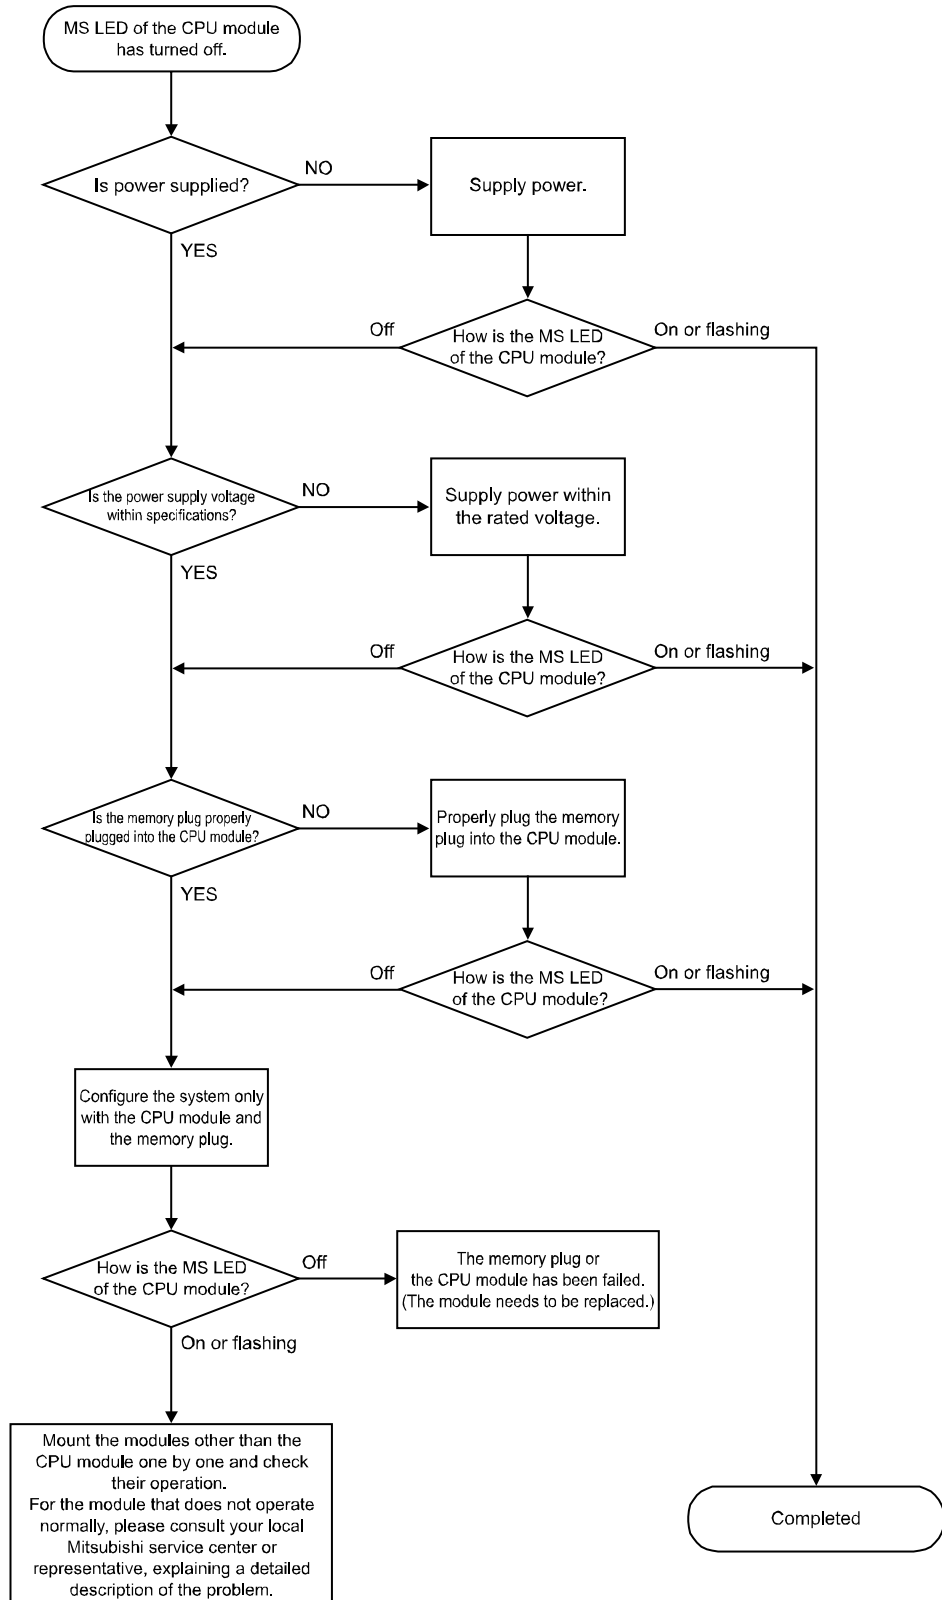 MS LED of the CPU module
has turned off.
Is power supplied?
NO
Supply power.
YES
How is the MS LED
of the CPU module?
Off
On or flashing
Is the power supply voltage
within specifications?
NO
Supply power within
the rated voltage.
YES
How is the MS LED
of the CPU module?
Off
On or flashing
Is the memory plug properly
plugged into the CPU module?
NO
Properly plug the memory
plug into the CPU module.
YES
How is the MS LED
of the CPU module?
Off
On or flashing
Configure the system only
with the CPU module and
the memory plug.
How is the MS LED
of the CPU module?
Off
The memory plug or
the CPU module has been failed.
(The module needs to be replaced.)
On or flashing
Mount the modules other than the
CPU module one by one and check
their operation.
For the module that does not operate
normally, please consult your local
Mitsubishi service center or
representative, explaining a detailed
description of the problem.
Completed